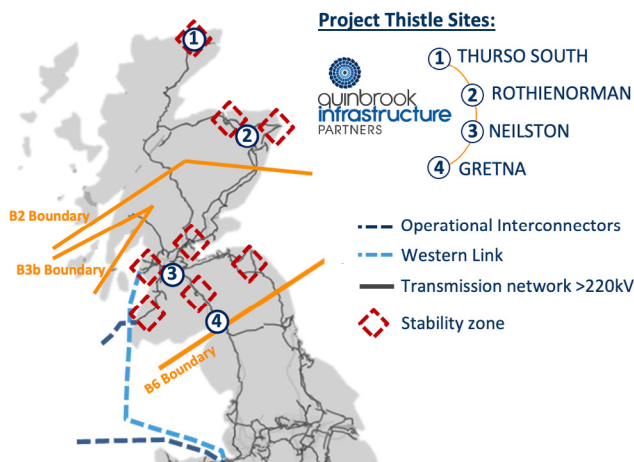 Project Thistle Sites:
1 THURSO SOUTH
quinbrook
infrastructure
PARTNERS
2 ROTHIENORMAN
3 NEILSTON
4 GRETNA
1
2
B2 Boundary
B3b Boundary
3
4
B6 Boundary
Operational Interconnectors
Western Link
Transmission network >220kV
Stability zone